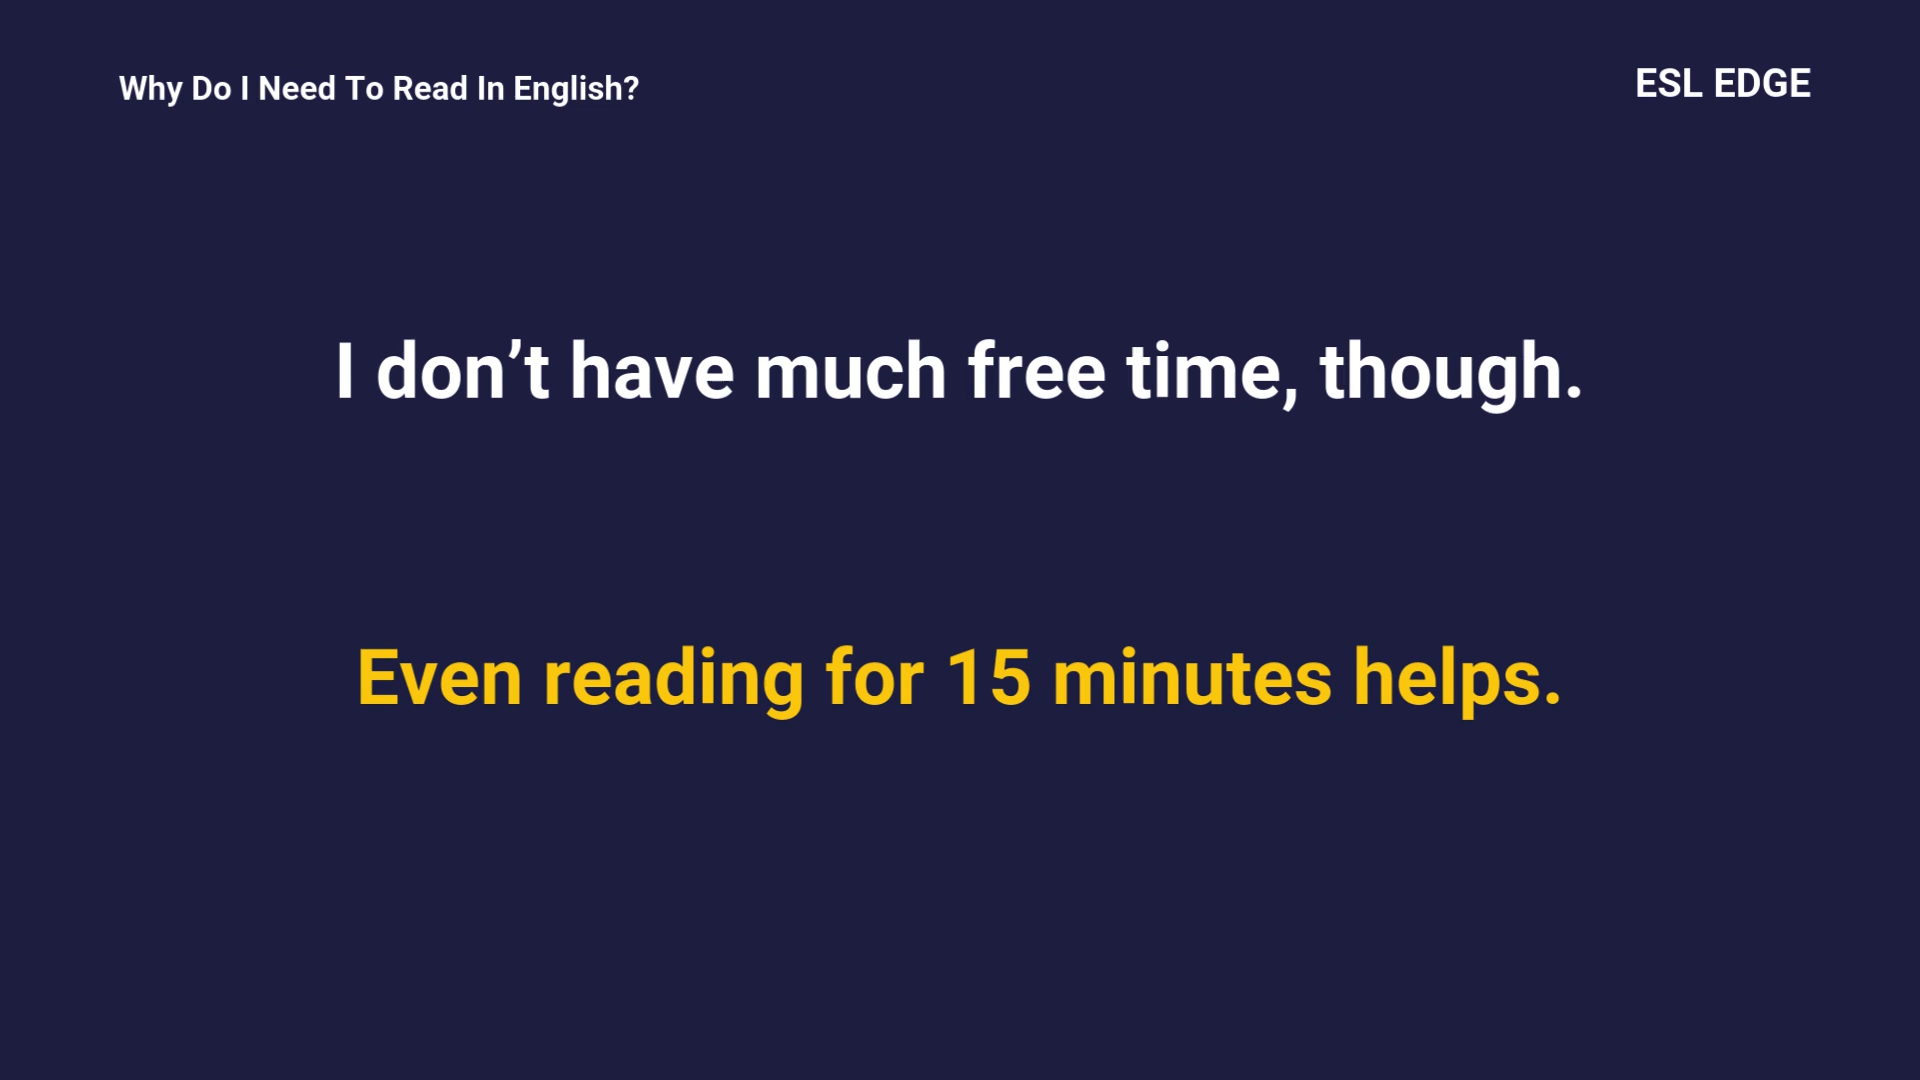 Why Do I Need To Read In English?
ESL EDGE
I don’t have much free time, though.
Even reading for 15 minutes helps.